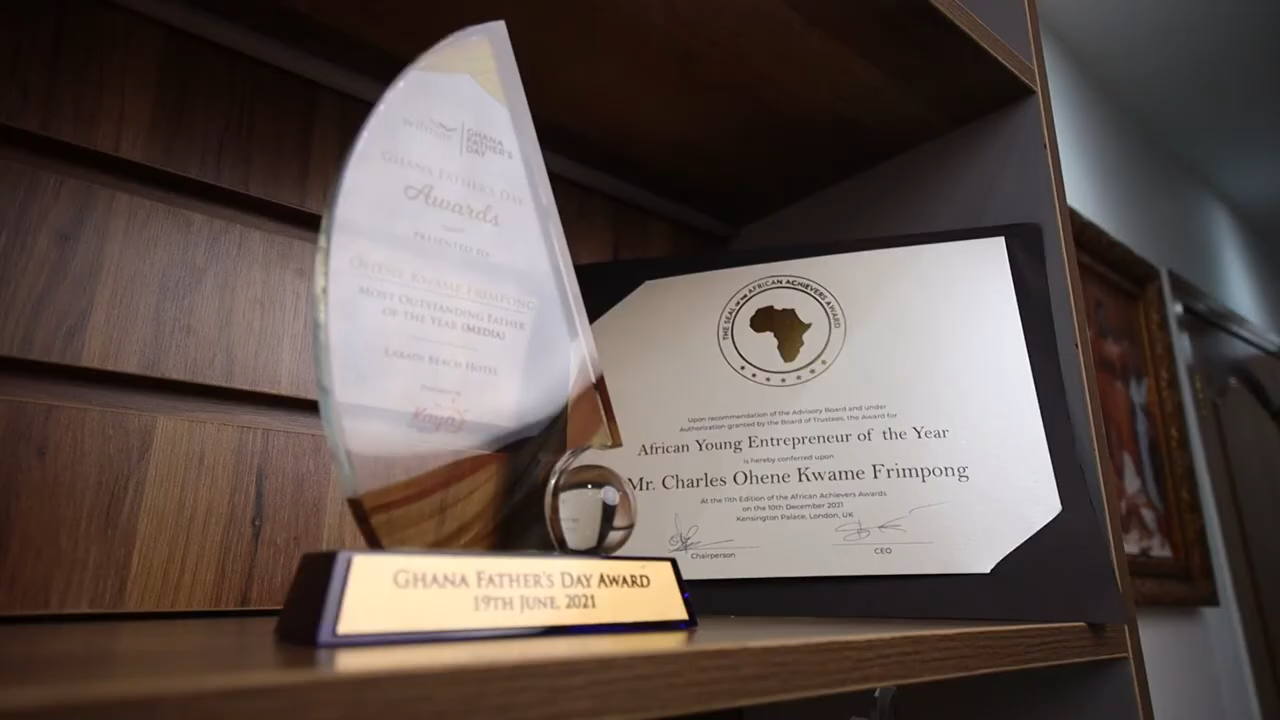 wilmar
GHANA
FATHER'S
DAY
GHANA FATHER'S DAY
Awards
PRESENTED TO
OHENE KWAME FRIMPONG
MOST OUTSTANDING FATHER
OF THE YEAR (MEDIA)
LABADI BEACH HOTEL
Kaya
GHANA FATHER'S DAY AWARD
19TH JUNE, 2021
THE SEAL OF THE AFRICAN ACHIEVERS AWARD
Upon recommendation of the Advisory Board and under
Authorization granted by the Board of Trustees, the Award for
African Young Entrepreneur of the Year
is hereby conferred upon
Mr. Charles Ohene Kwame Frimpong
At the 11th Edition of the African Achievers Awards
on the 10th December 2021
Kensington Palace, London, UK
Chairperson
CEO